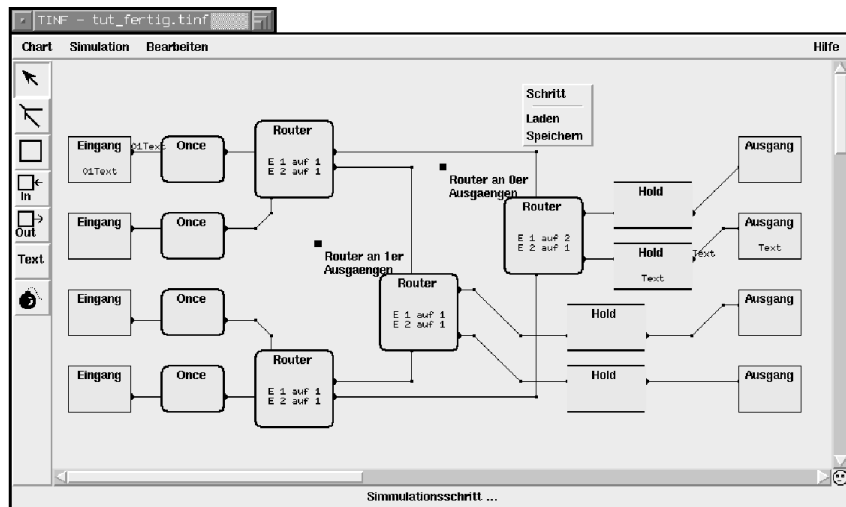 TINF - tut_fertig.tinf
Chart Simulation Bearbeiten Hilfe
In
Out
Text
Schritt
Laden
Speichern
Eingang
01Text
01Text
Once
Router
E 1 auf 1
E 2 auf 1
Eingang
Once
Router an 1er
Ausgaengen
Router an 0er
Ausgaengen
Router
E 1 auf 2
E 2 auf 1
Hold
Ausgang
Hold
Text
Text
Ausgang
Text
Eingang
Once
Router
E 1 auf 1
E 2 auf 1
Hold
Ausgang
Eingang
Once
Router
E 1 auf 1
E 2 auf 1
Hold
Ausgang
Simmulationsschritt ...